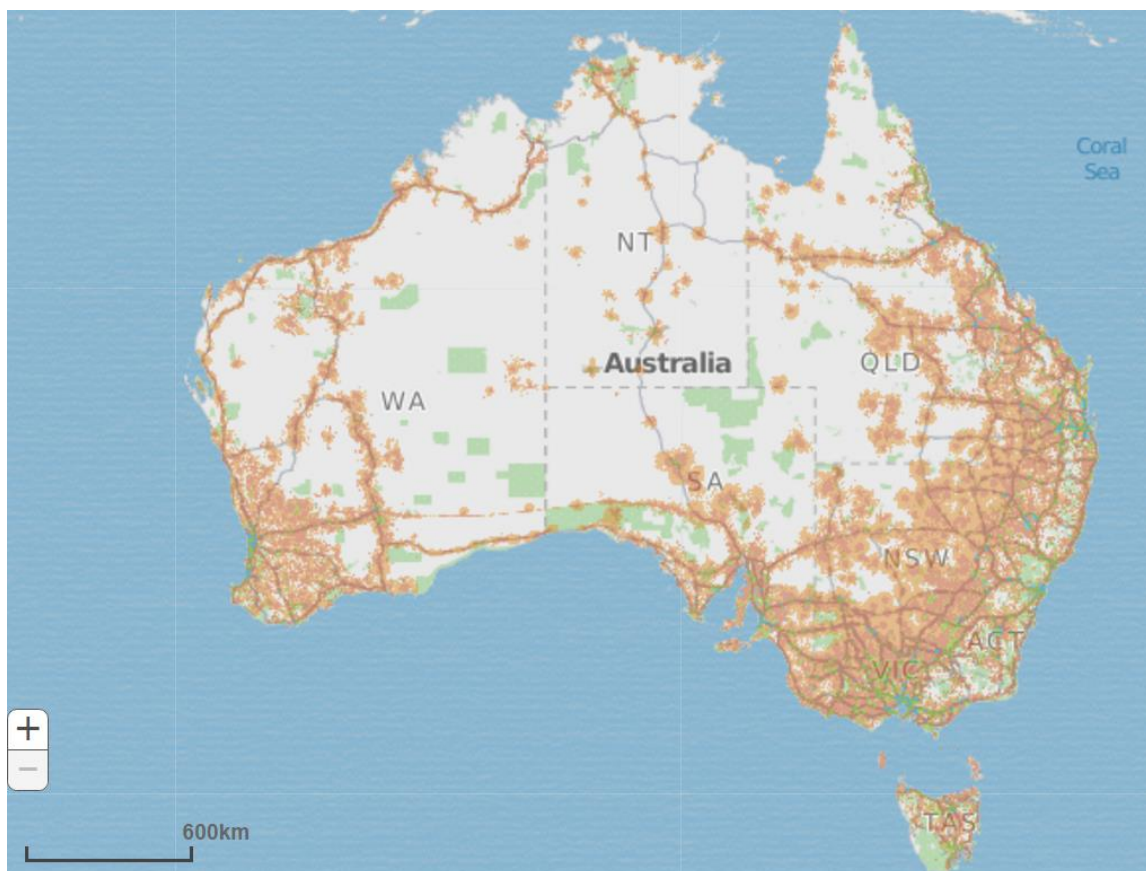 Coral
Sea
NT
Australia
QLD
WA
SA
NSW
ACT
VIC
+
−
600km
TAS